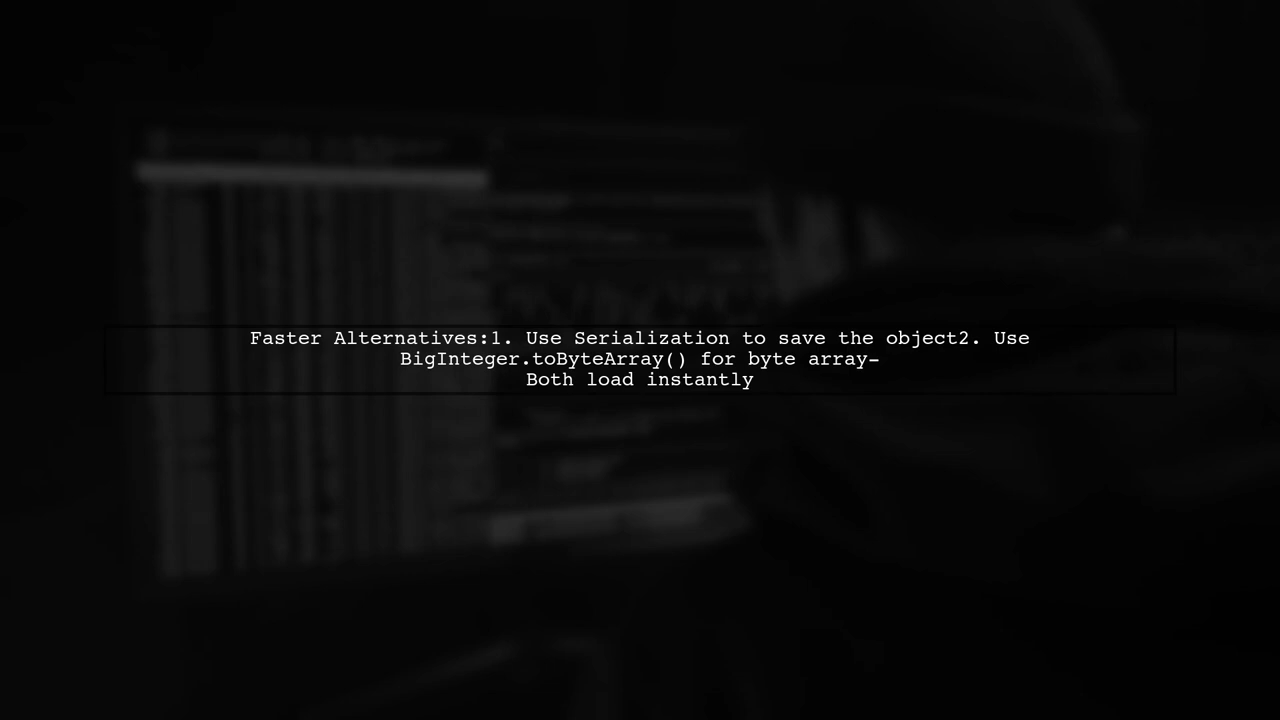 Faster Alternatives:1. Use Serialization to save the object2. Use
BigInteger.toByteArray() for byte array-
Both load instantly